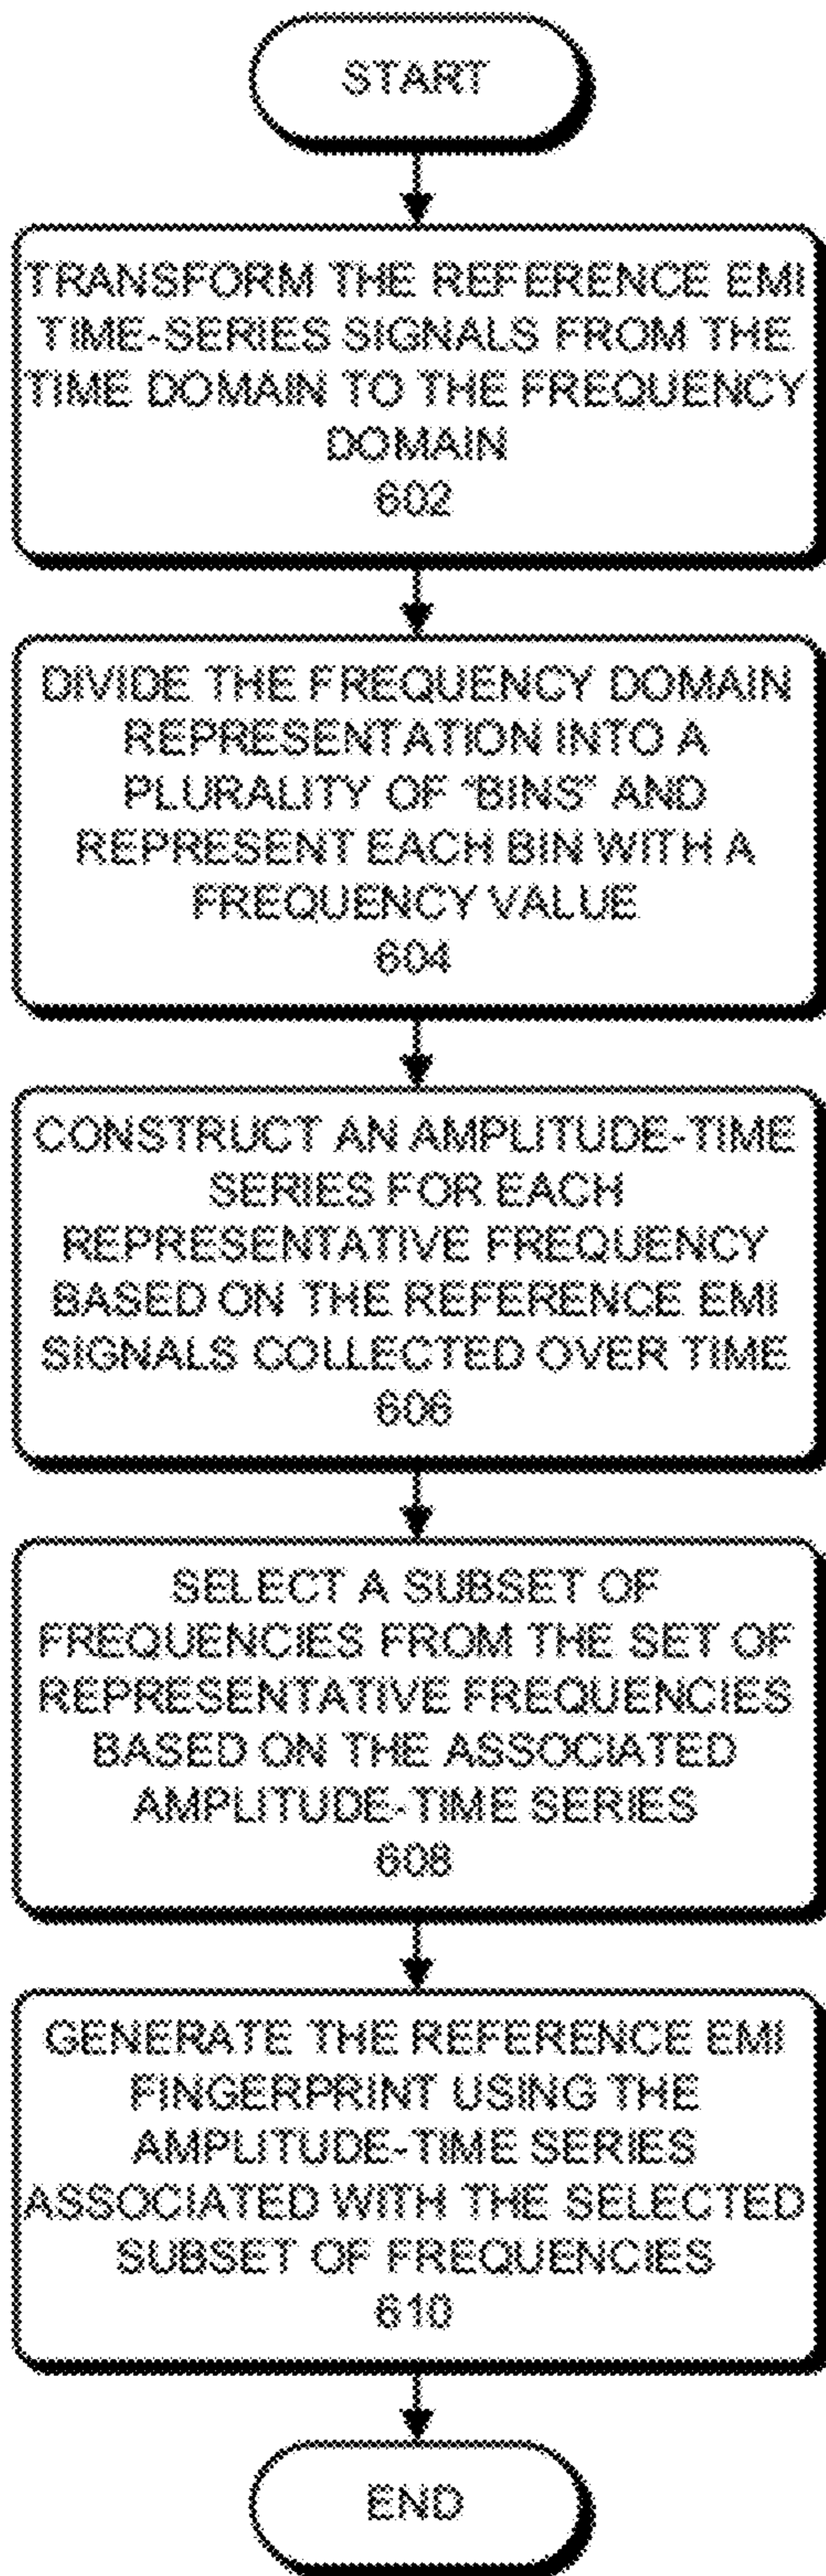 START
TRANSFORM THE REFERENCE EMI
TIME-SERIES SIGNALS FROM THE
TIME DOMAIN TO THE FREQUENCY
DOMAIN
602
DIVIDE THE FREQUENCY DOMAIN
REPRESENTATION INTO A
PLURALITY OF "BINS" AND
REPRESENT EACH BIN WITH A
FREQUENCY VALUE
604
CONSTRUCT AN AMPLITUDE-TIME
SERIES FOR EACH
REPRESENTATIVE FREQUENCY
BASED ON THE REFERENCE EMI
SIGNALS COLLECTED OVER TIME
606
SELECT A SUBSET OF
FREQUENCIES FROM THE SET OF
REPRESENTATIVE FREQUENCIES
BASED ON THE ASSOCIATED
AMPLITUDE-TIME SERIES
608
GENERATE THE REFERENCE EMI
FINGERPRINT USING THE
AMPLITUDE-TIME SERIES
ASSOCIATED WITH THE SELECTED
SUBSET OF FREQUENCIES
610
END